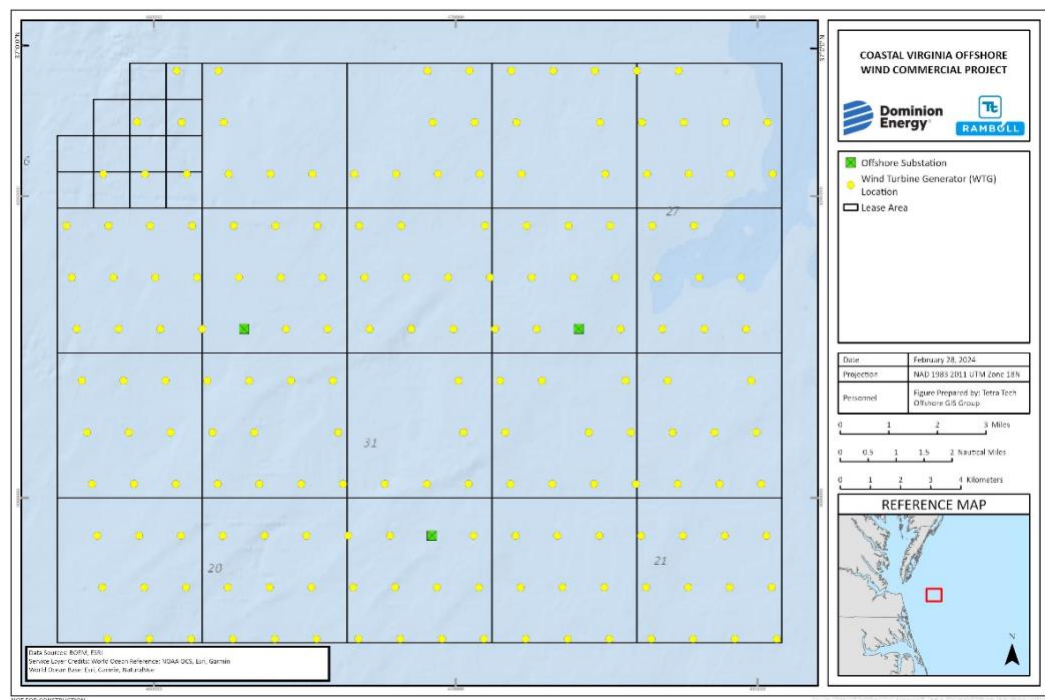 COASTAL VIRGINIA OFFSHORE
WIND COMMERCIAL PROJECT
Dominion
Energy
Tt
RAMBOLL
Offshore Substation
Wind Turbine Generator (WTG)
Location
Lease Area
6
27
31
20
21
Date February 28, 2024
Projection NAD 1983 2011 UTM Zone 18N
Personnel Figure Prepared by: Tetra Tech
Offshore GIS Group
0 1 2 3 Miles
0 0.5 1 1.5 2 Nautical Miles
0 1 2 3 4 Kilometers
REFERENCE MAP
N
Data Sources: BOEM, ESRI
Service Layer Credits: World Ocean Reference: NOAA OCS, Esri, Garmin
World Ocean Base: Esri, Garmin, NaturalVue
NOT FOR CONSTRUCTION